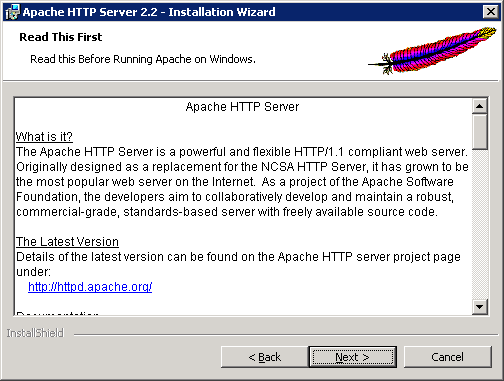 Apache HTTP Server 2.2 - Installation Wizard
Read This First
Read this Before Running Apache on Windows.
Apache HTTP Server
What is it?
The Apache HTTP Server is a powerful and flexible HTTP/1.1 compliant web server.
Originally designed as a replacement for the NCSA HTTP Server, it has grown to be
the most popular web server on the Internet.  As a project of the Apache Software
Foundation, the developers aim to collaboratively develop and maintain a robust,
commercial-grade, standards-based server with freely available source code.
The Latest Version
Details of the latest version can be found on the Apache HTTP server project page
under:
http://httpd.apache.org/
Documentation
InstallShield
< Back
Next >
Cancel